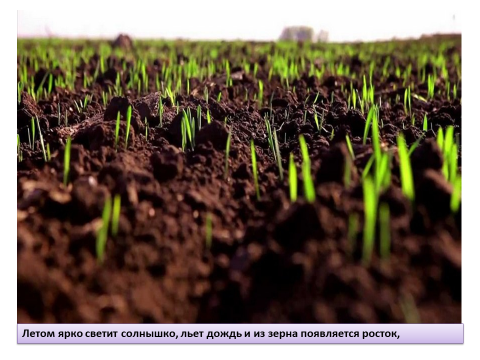 Летом ярко светит солнышко, льет дождь и из зерна появляется росток,